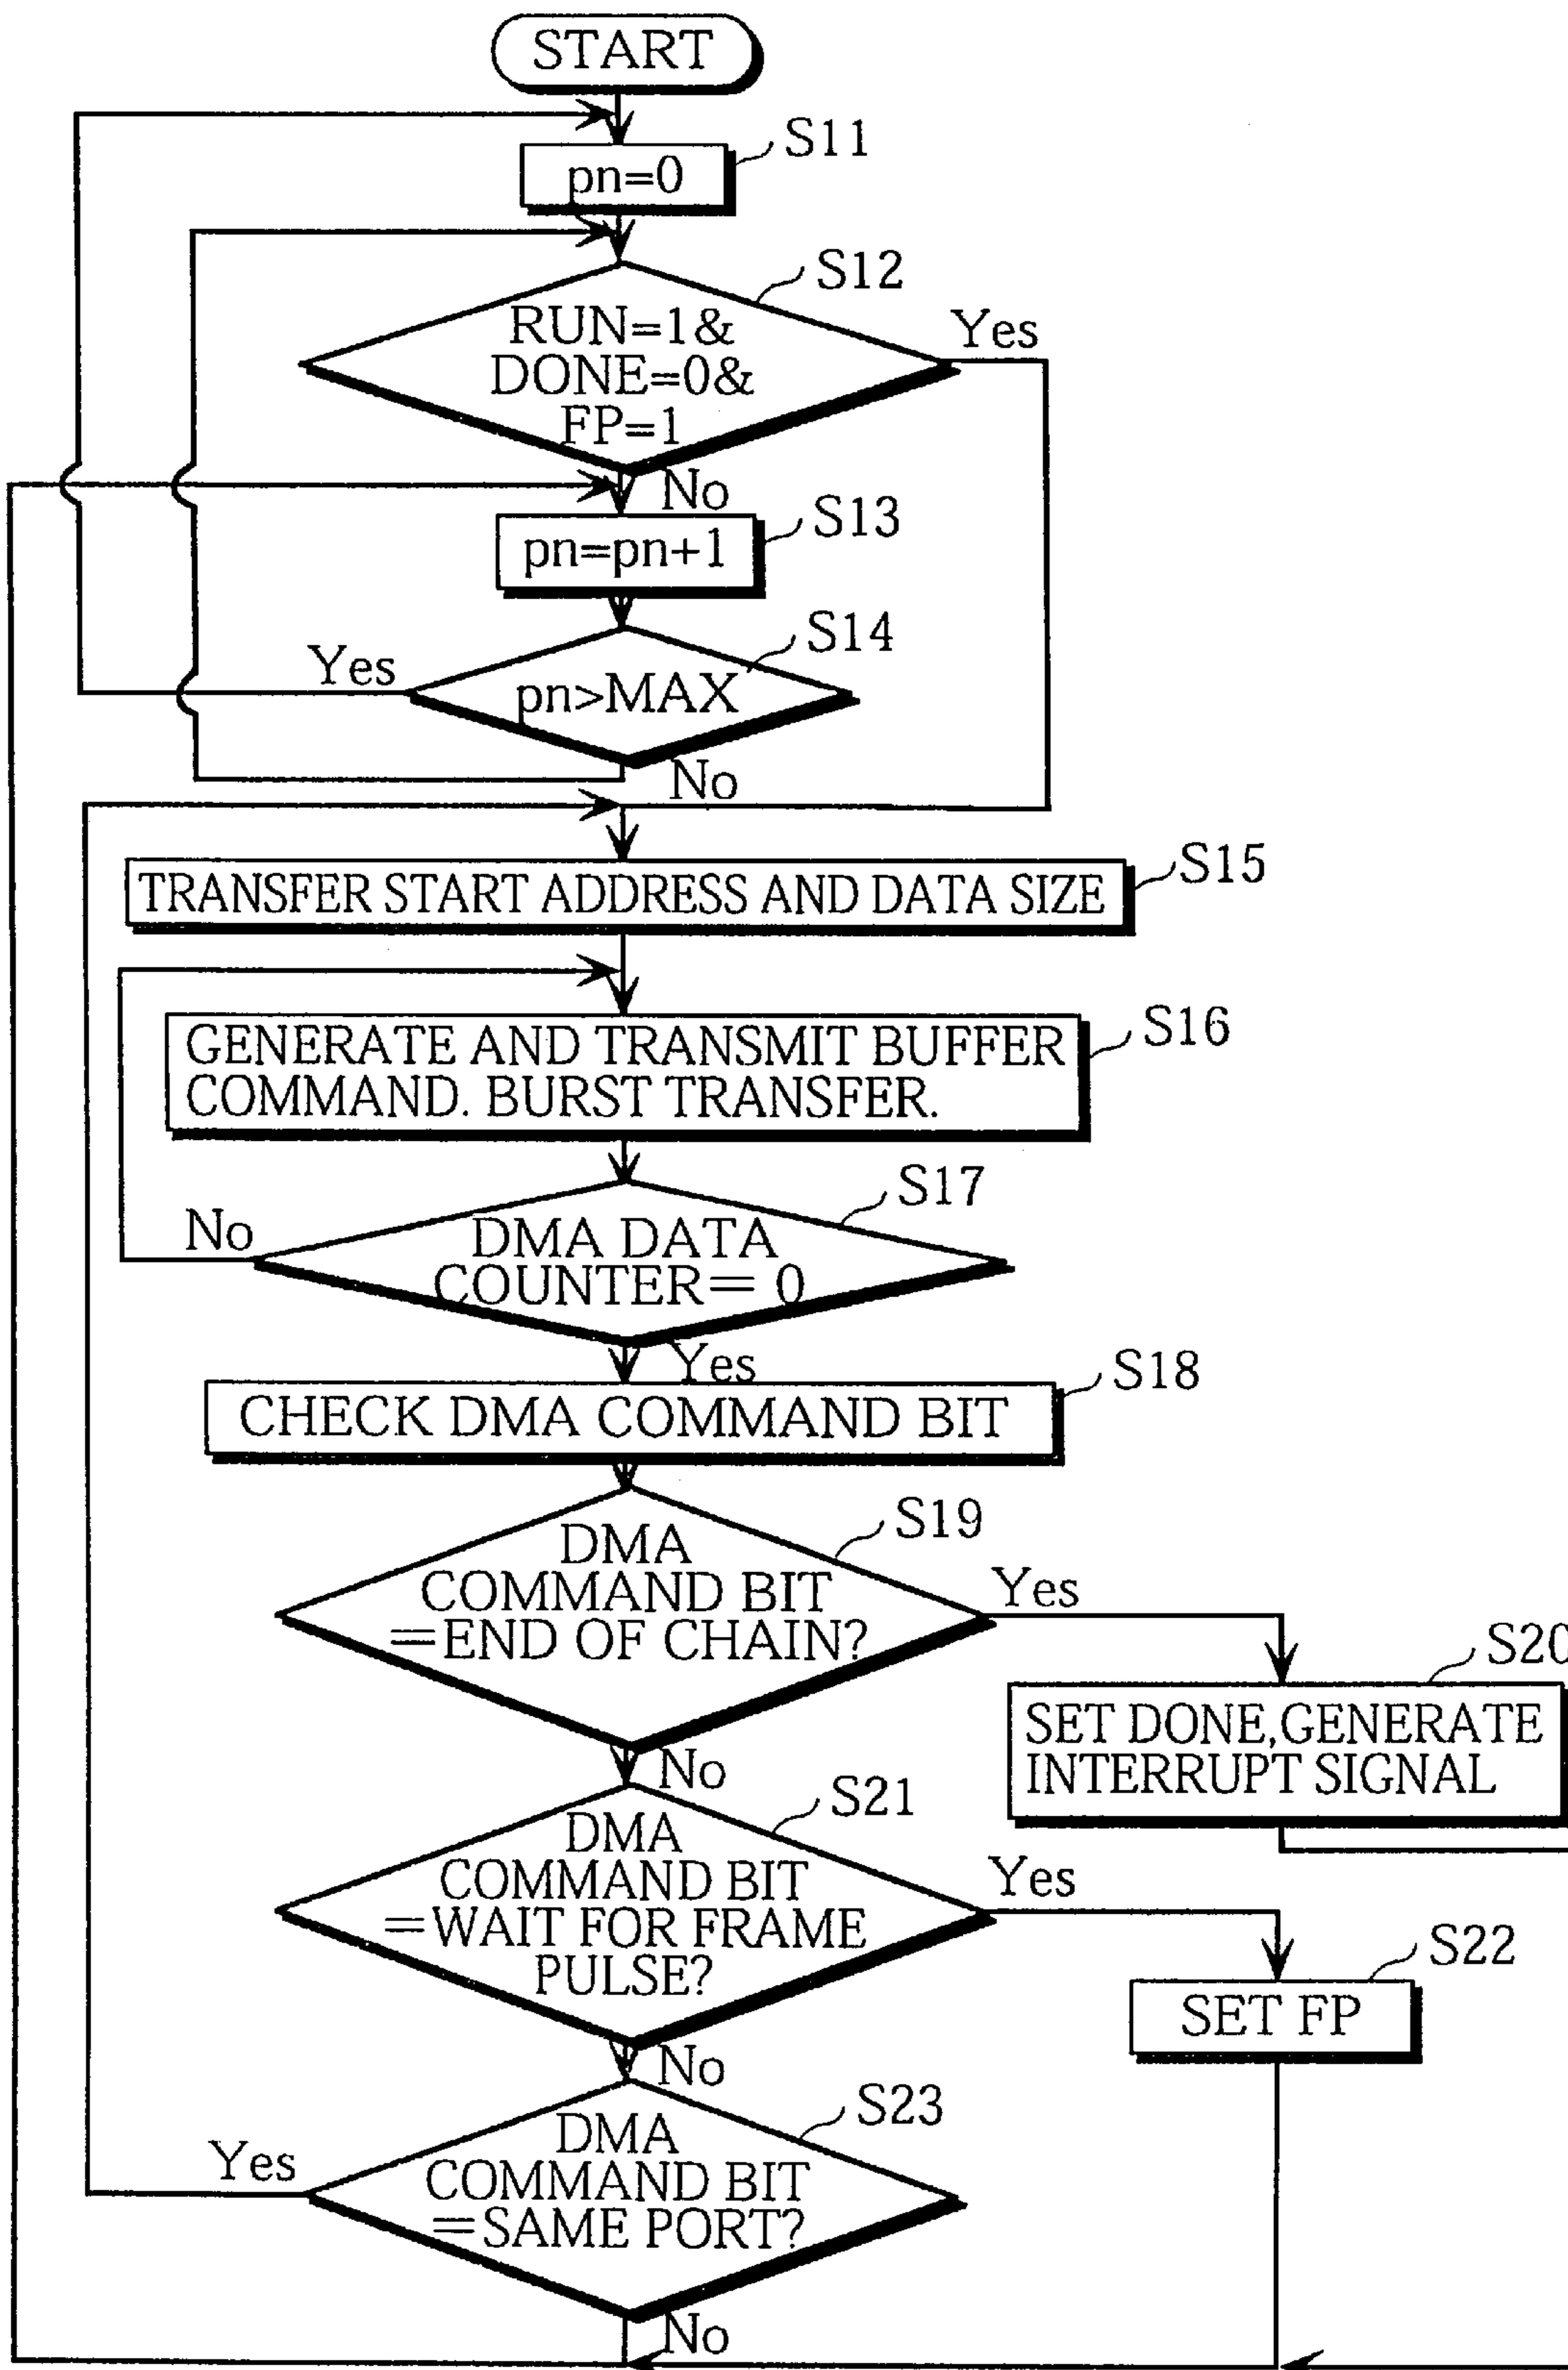 START
S11
pn=0
S12
RUN=1&
DONE=0&
FP=1
Yes
No
S13
pn=pn+1
S14
Yes
pn>MAX
No
S15
TRANSFER START ADDRESS AND DATA SIZE
S16
GENERATE AND TRANSMIT BUFFER
COMMAND. BURST TRANSFER.
S17
No
DMA DATA
COUNTER= 0
Yes
S18
CHECK DMA COMMAND BIT
S19
DMA
COMMAND BIT
=END OF CHAIN?
Yes
S20
SET DONE,GENERATE
INTERRUPT SIGNAL
No
S21
DMA
COMMAND BIT
=WAIT FOR FRAME
PULSE?
Yes
S22
SET FP
No
S23
DMA
COMMAND BIT
=SAME PORT?
Yes
No